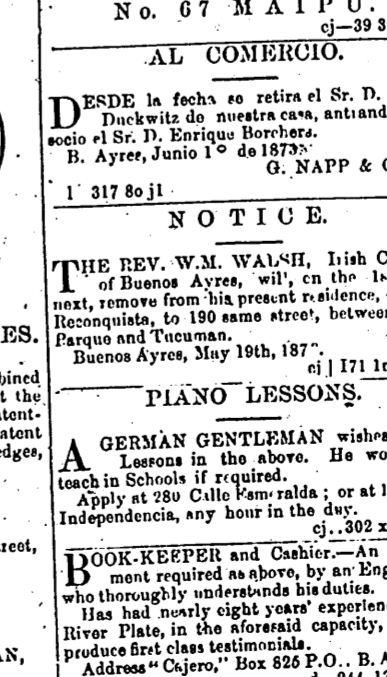 No. 67 MAIPU.
cj—39 3
AL COMERCIO.
DESDE la fecha se retira el Sr. D.
Duckwitz de nuestra casa, antiand
socio el Sr. D. Enrique Borchers.
B. Ayres, Junio 1º de 1873
G. NAPP &
1 317 8o j1
NOTICE.
THE REV. W.M. WALSH, Irish C
of Buenos Ayres, wil', on the 1s
next, remove from his present residence,
Reconquista, to 190 same street, between
Parque and Tucuman.
Buenos Ayres, May 19th, 187
cj | 171
PIANO LESSONS.
A GERMAN GENTLEMAN wishes
Lessons in the above. He wo
teach in Schools if required.
Apply at 280 Calle Esmeralda; or at 1
Independencia, any hour in the day.
cj..302 x
BOOK-KEEPER and Cashier.—An
ment required as above, by an Eng
who thoroughly understands his duties.
Has had nearly eight years' experien
River Plate, in the aforesaid capacity,
produce first class testimonials.
Address "Cajero," Box 825 P.O., B. A
ES.
bined
t the
tent-
atent
edges,
reet,
AN,